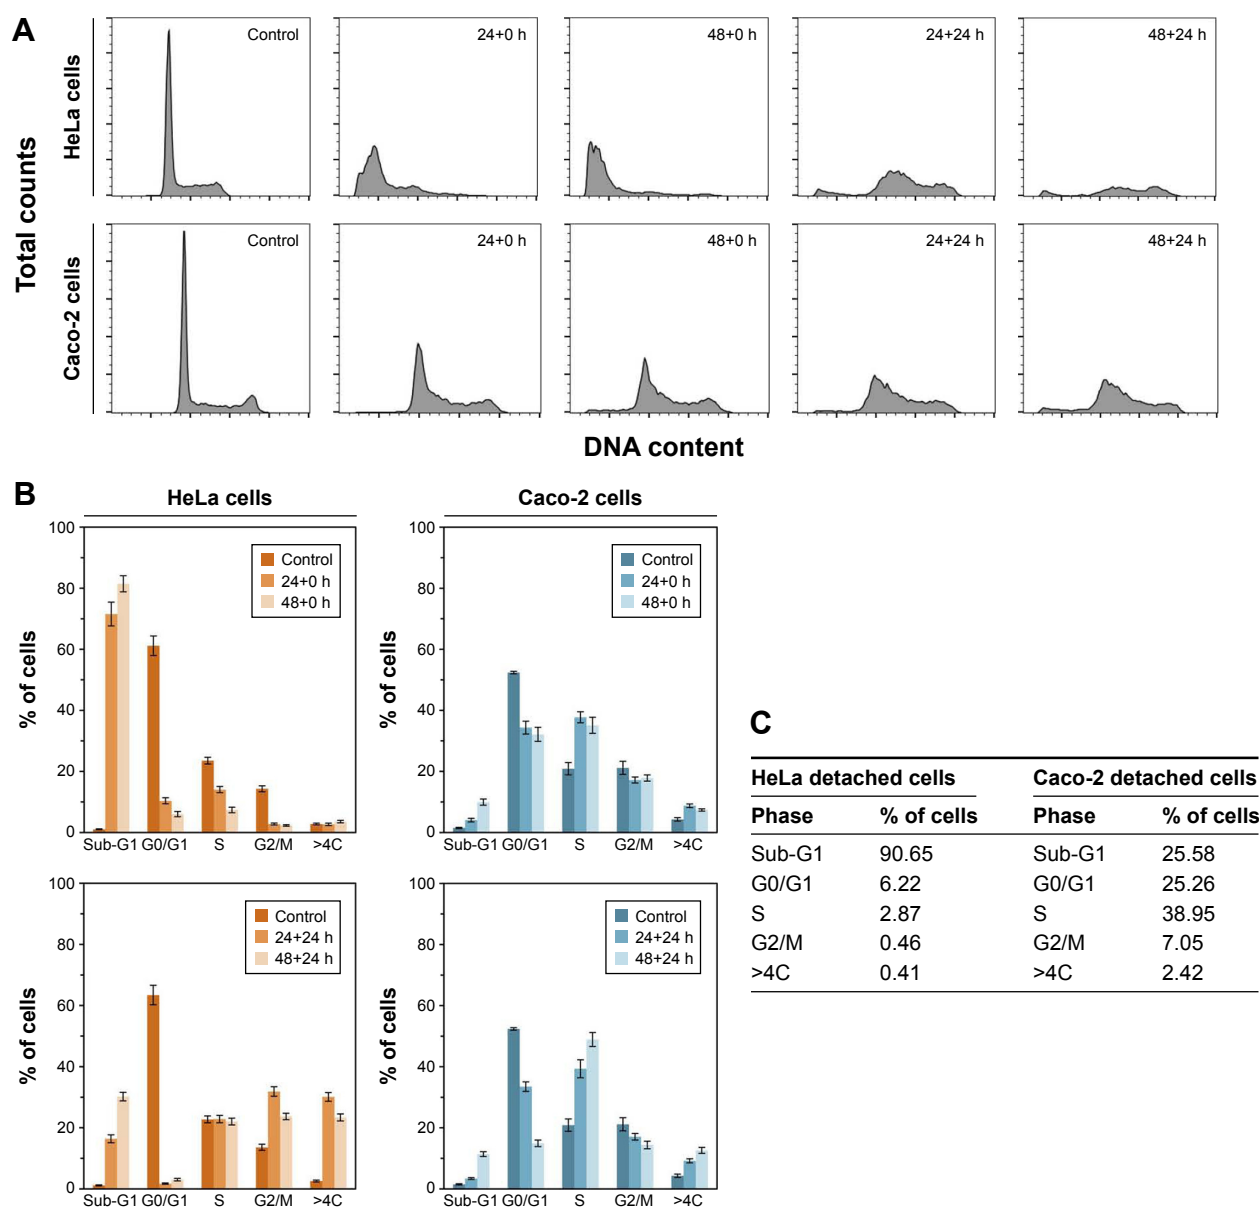 A
Total counts
HeLa cells
Control
24+0 h
48+0 h
24+24 h
48+24 h
Caco-2 cells
Control
24+0 h
48+0 h
24+24 h
48+24 h
DNA content
B
HeLa cells
% of cells
100
80
60
40
20
0
Control
24+0 h
48+0 h
Sub-G1 G0/G1 S G2/M >4C
Caco-2 cells
% of cells
100
80
60
40
20
0
Control
24+0 h
48+0 h
Sub-G1 G0/G1 S G2/M >4C
% of cells
100
80
60
40
20
0
Control
24+24 h
48+24 h
Sub-G1 G0/G1 S G2/M >4C
% of cells
100
80
60
40
20
0
Control
24+24 h
48+24 h
Sub-G1 G0/G1 S G2/M >4C
C
HeLa detached cells Caco-2 detached cells
Phase % of cells Phase % of cells
Sub-G1 90.65 Sub-G1 25.58
G0/G1 6.22 G0/G1 25.26
S 2.87 S 38.95
G2/M 0.46 G2/M 7.05
>4C 0.41 >4C 2.42